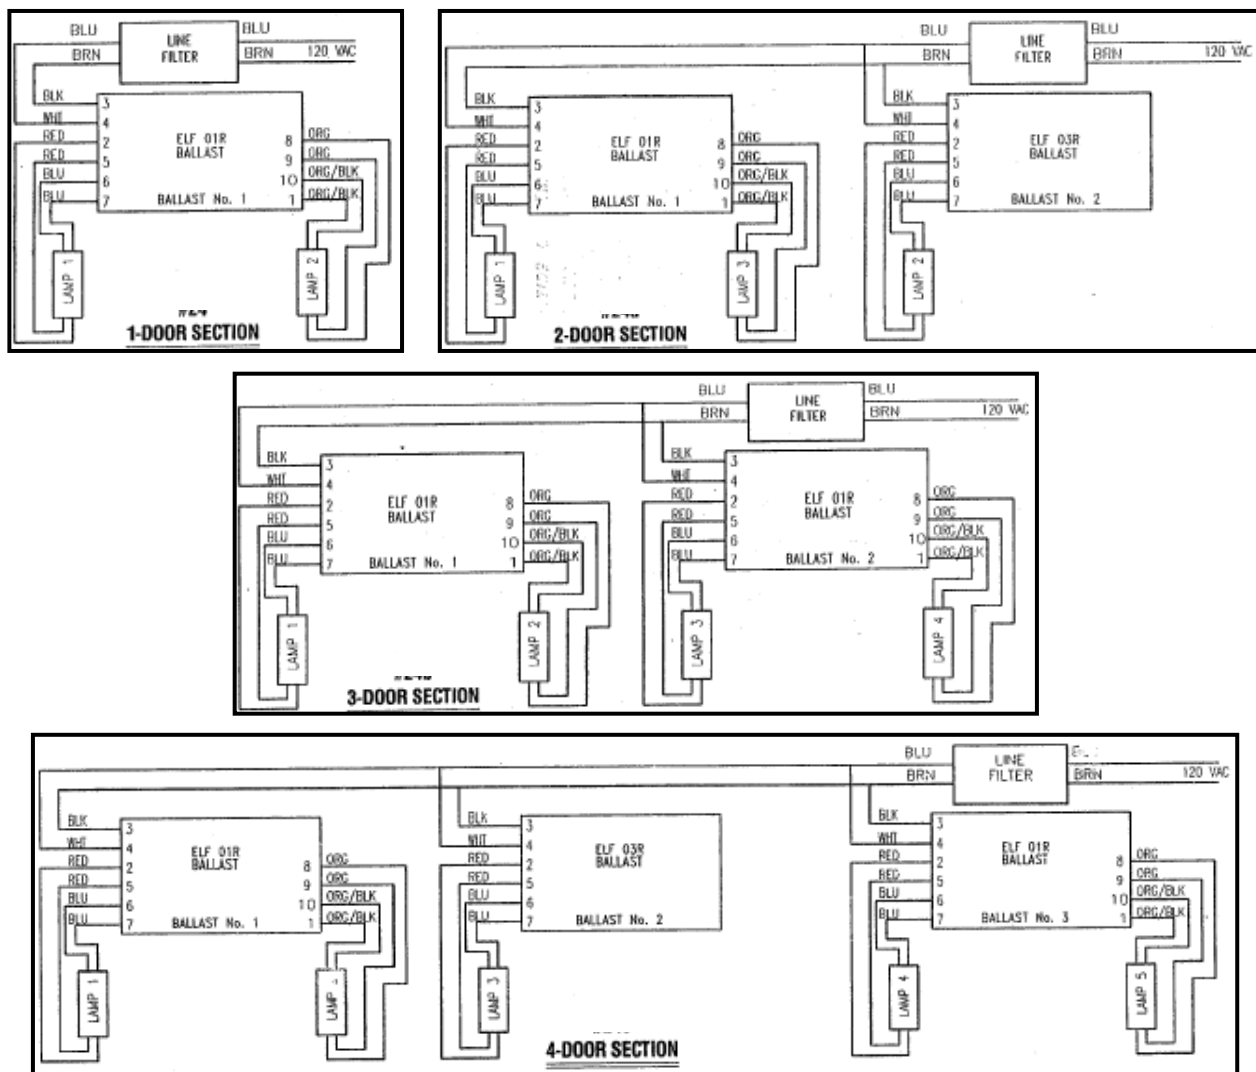 BLU
BLU
LINE
FILTER
BRN
BRN
120 VAC
BLK
3
WHT
4
RED
2
RED
5
BLU
6
BLU
7
ELF 01R
BALLAST
BALLAST No. 1
8
ORG
9
ORG
10
ORG/BLK
1
ORG/BLK
LAMP 1
LAMP 2
1-DOOR SECTION
BLU
BLU
LINE
FILTER
BRN
BRN
120 VAC
BLK
3
WHT
4
RED
2
RED
5
BLU
6
BLU
7
ELF 01R
BALLAST
BALLAST No. 1
8
ORG
9
ORG
10
ORG/BLK
1
ORG/BLK
BLK
3
WHT
4
RED
2
RED
5
BLU
6
BLU
7
ELF 03R
BALLAST
BALLAST No. 2
LAMP 1
LAMP 3
LAMP 2
2-DOOR SECTION
BLU
BLU
LINE
FILTER
BRN
BRN
120 VAC
BLK
3
WHT
4
RED
2
RED
5
BLU
6
BLU
7
ELF 01R
BALLAST
BALLAST No. 1
8
ORG
9
ORG
10
ORG/BLK
1
ORG/BLK
BLK
3
WHT
4
RED
2
RED
5
BLU
6
BLU
7
ELF 01R
BALLAST
BALLAST No. 2
8
ORG
9
ORG
10
ORG/BLK
1
ORG/BLK
LAMP 1
LAMP 2
LAMP 3
LAMP 4
3-DOOR SECTION
BLU
LINE
FILTER
BRN
BRN
120 VAC
BLK
3
WHT
4
RED
2
RED
5
BLU
6
BLU
7
ELF 01R
BALLAST
BALLAST No. 1
8
ORG
9
ORG
10
ORG/BLK
1
ORG/BLK
BLK
3
WHT
4
RED
2
RED
5
BLU
6
BLU
7
ELF 03R
BALLAST
BALLAST No. 2
BLK
3
WHT
4
RED
2
RED
5
BLU
6
BLU
7
ELF 01R
BALLAST
BALLAST No. 3
8
ORG
9
ORG
10
ORG/BLK
1
ORG/BLK
LAMP 1
LAMP
LAMP 3
LAMP 4
LAMP 5
4-DOOR SECTION